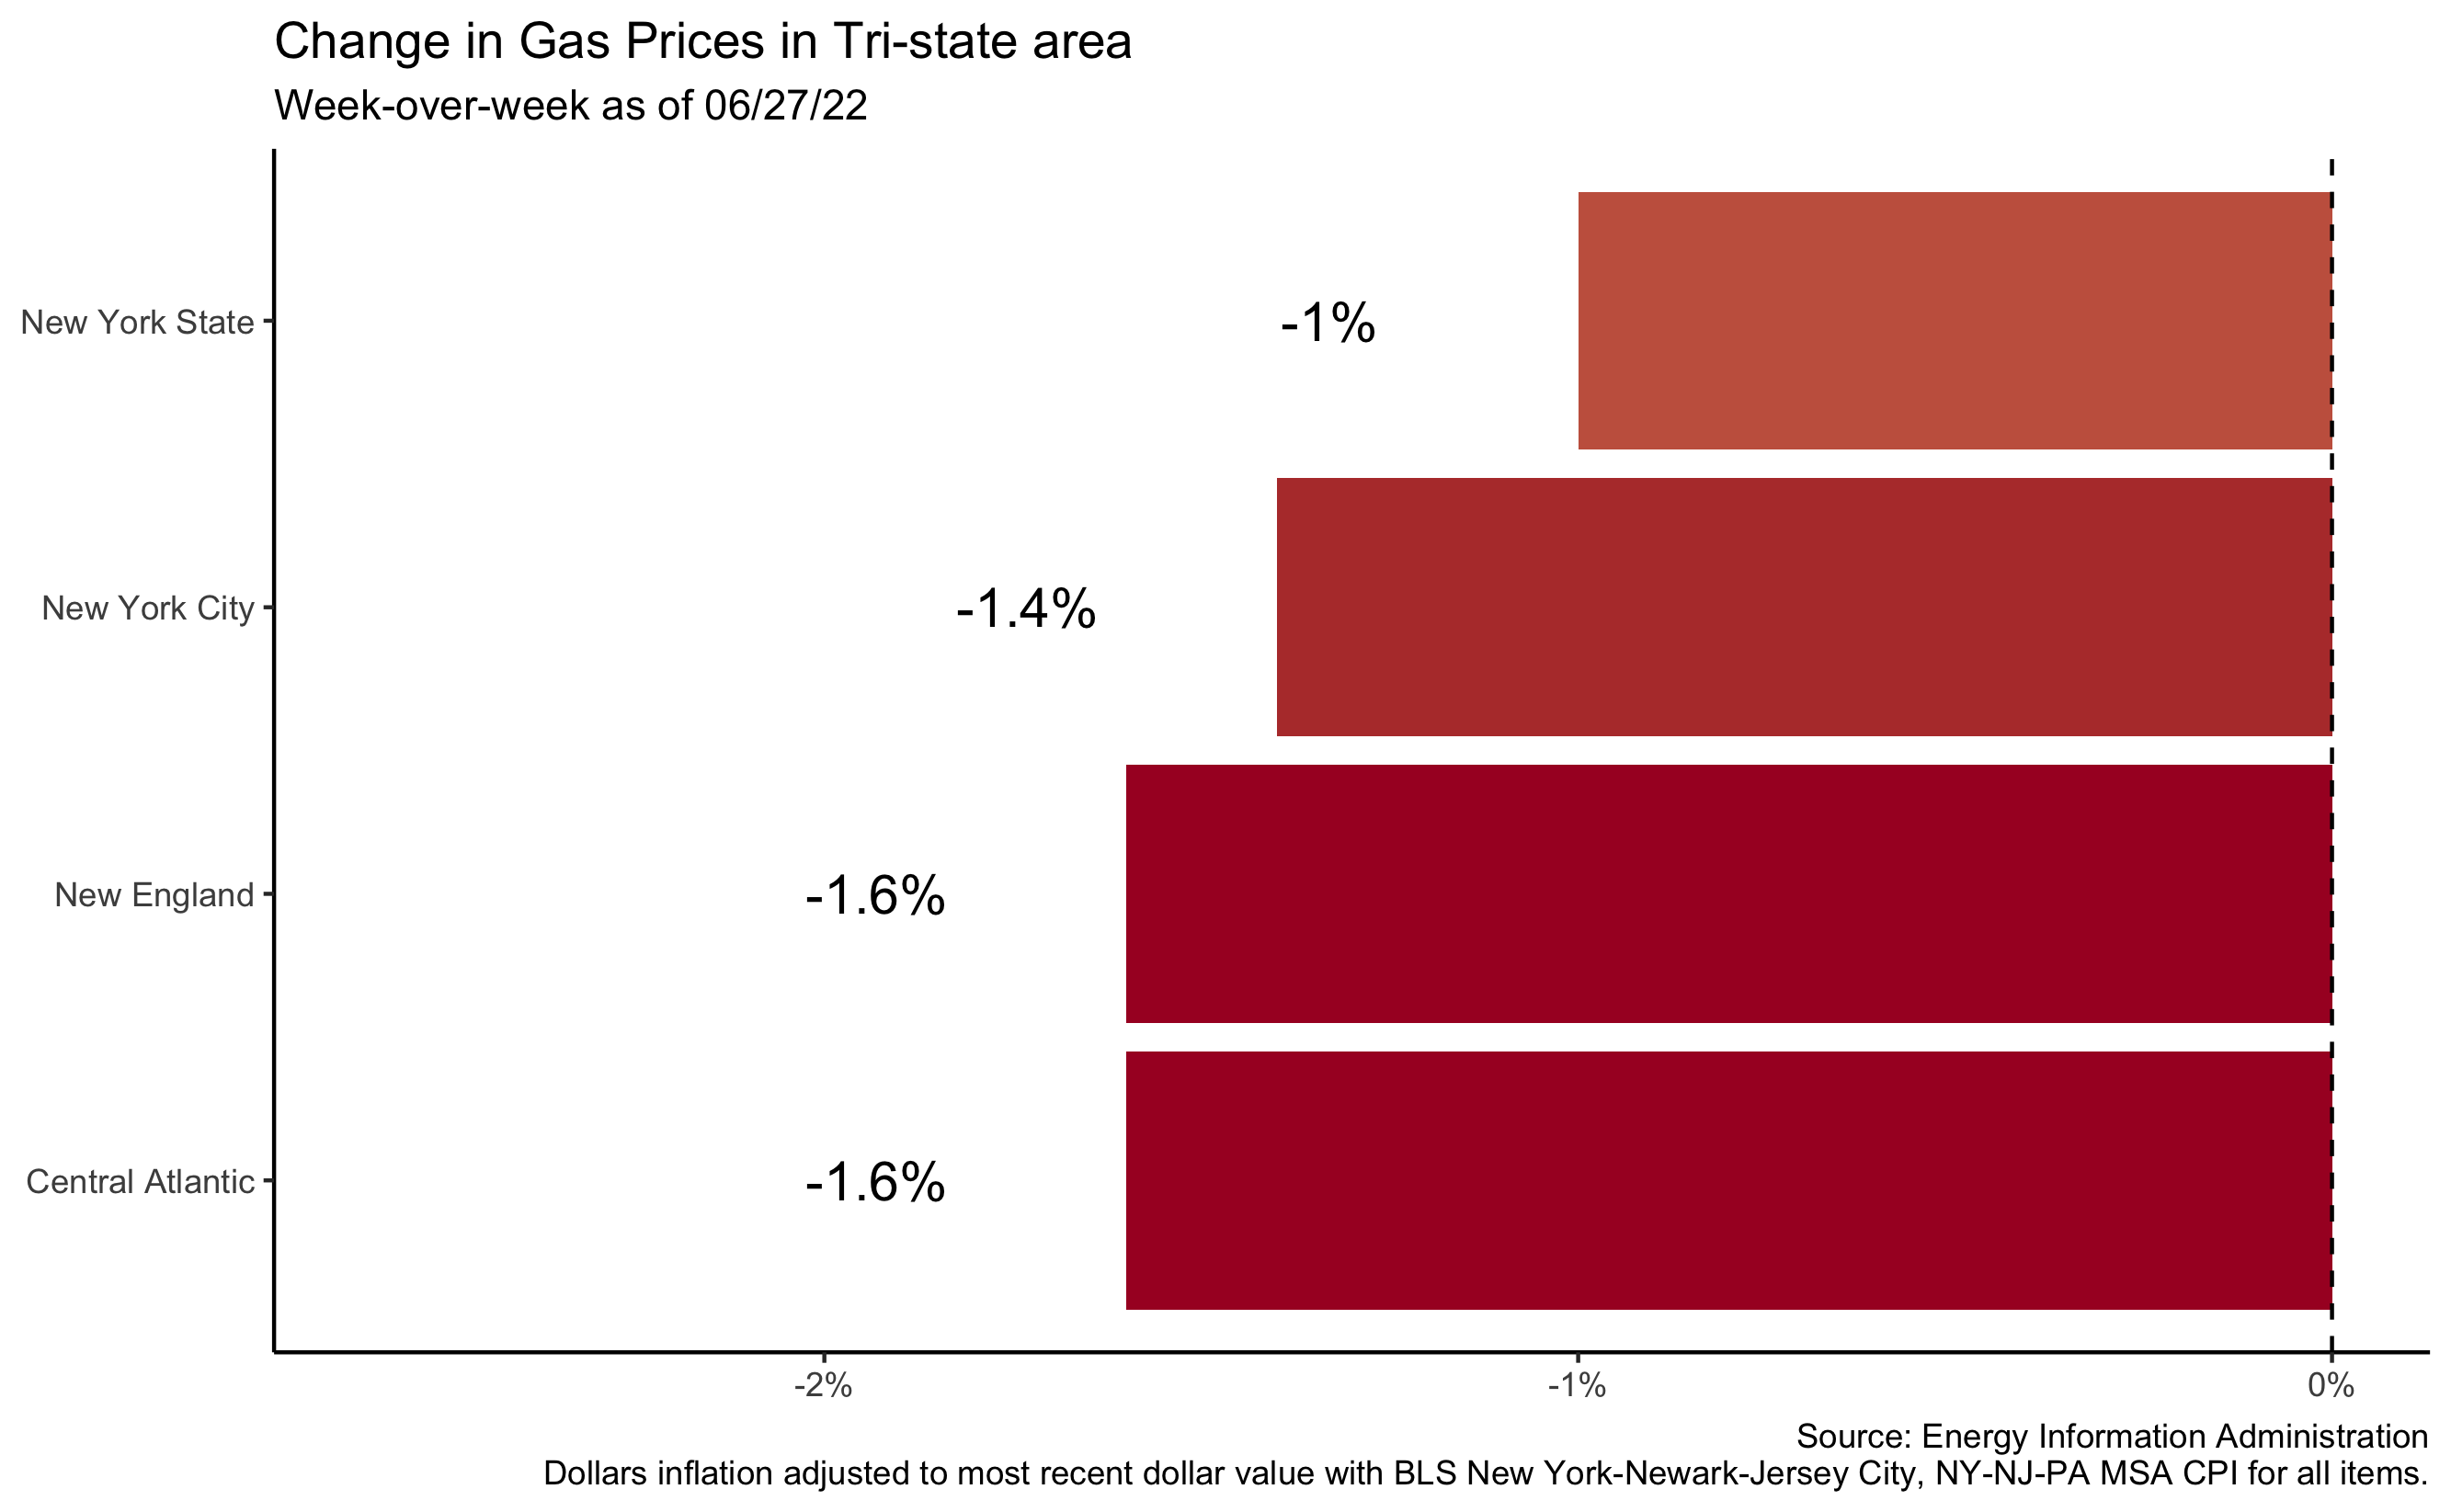 Change in Gas Prices in Tri-state area
Week-over-week as of 06/27/22
New York State
-1%
New York City
-1.4%
New England
-1.6%
Central Atlantic
-1.6%
-2%
-1%
0%
Source: Energy Information Administration
Dollars inflation adjusted to most recent dollar value with BLS New York-Newark-Jersey City, NY-NJ-PA MSA CPI for all items.